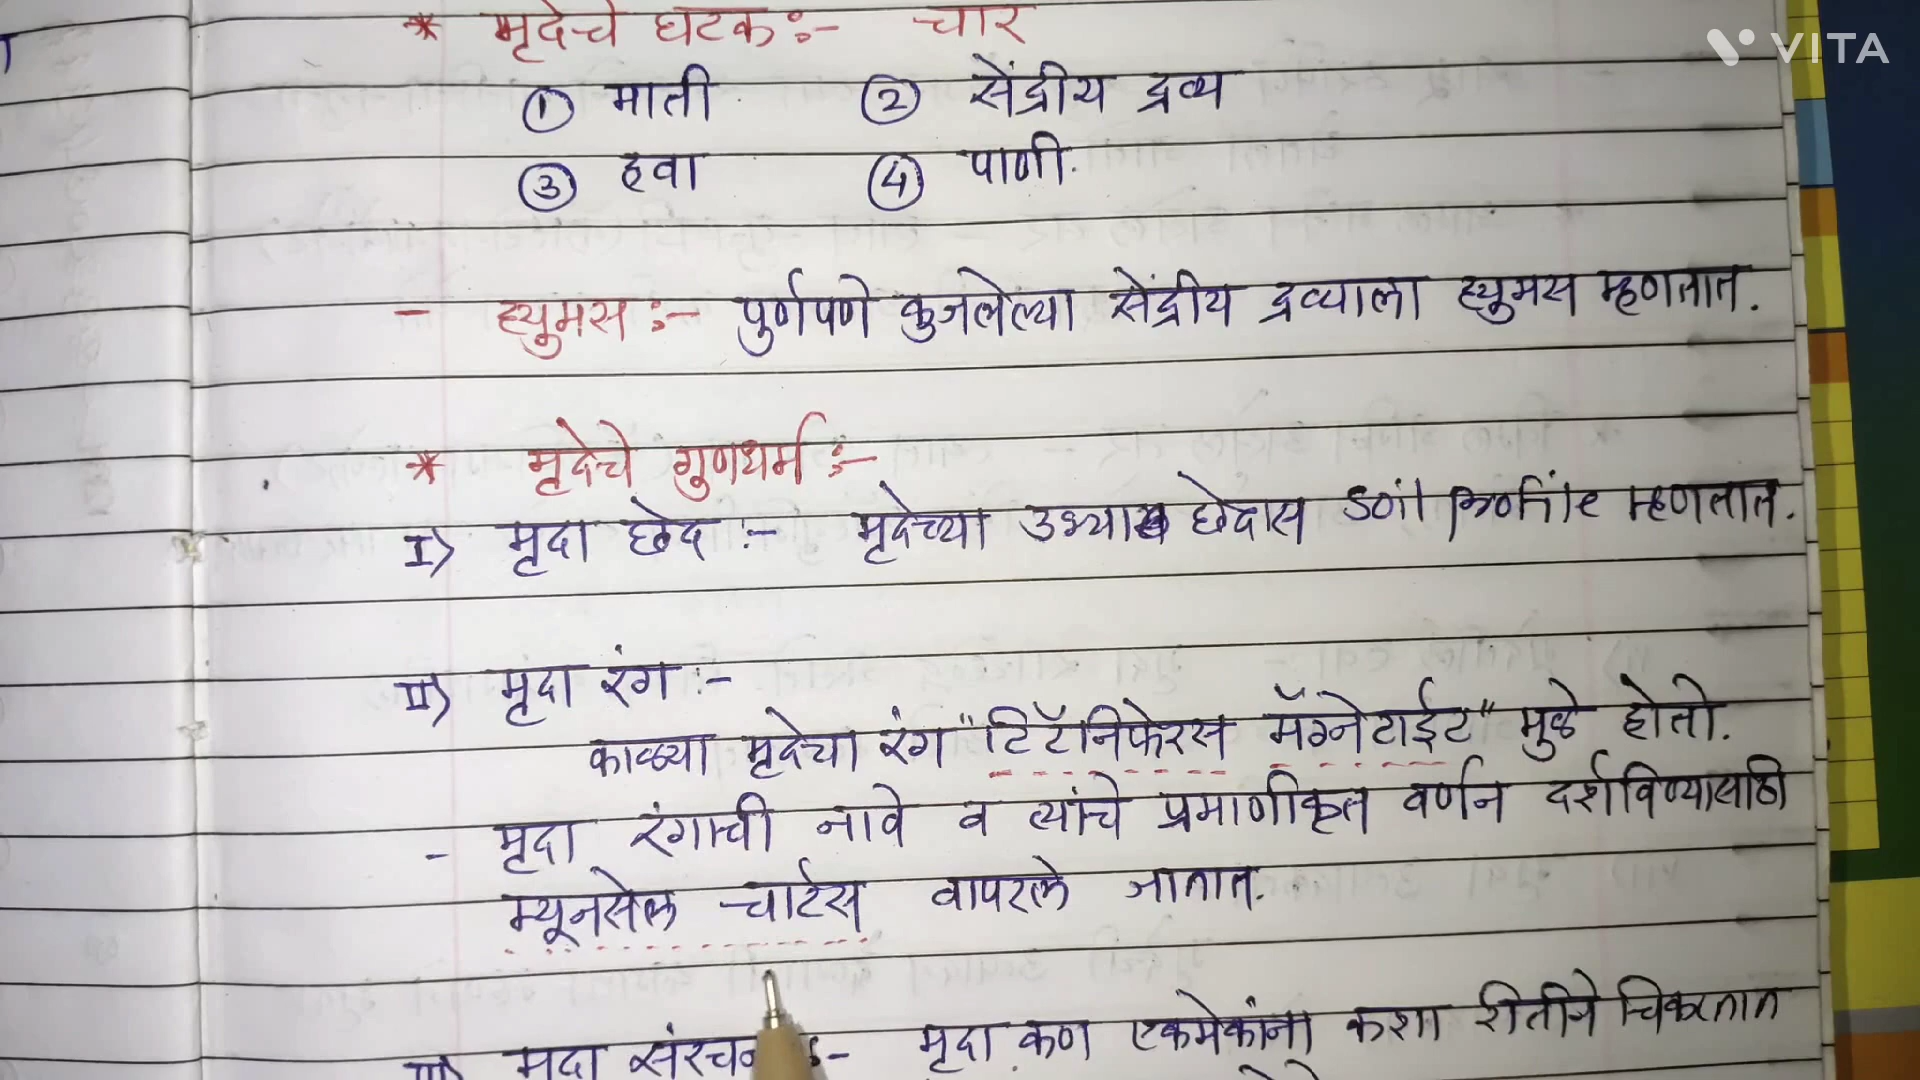 * मृदेचे घटक :- चार
VITA
① माती ② सेंद्रीय द्रव्य
③ हवा ④ पाणी.
- ह्युमस :- पुर्णपणे कुजलेल्या सेंद्रीय द्रव्याला ह्युमस म्हणतात.
* मृदेचे गुणधर्म :-
I) मृदा छेद :- मृदेच्या उभ्या छेदास Soil Profile म्हणतात.
II) मृदा रंग :-
काळ्या मृदेचा रंग "टिटॅनिफेरस मॅग्नेटाईट" मुळे होतो.
- मृदा रंगाची नावे व त्यांचे प्रमाणीकृत वर्णन दर्शविण्यासाठी
म्यूनसेल चार्टस वापरले जातात.
III) मृदा :- मृदा कण एकमेकांना कशा रीतीने चिकटतात